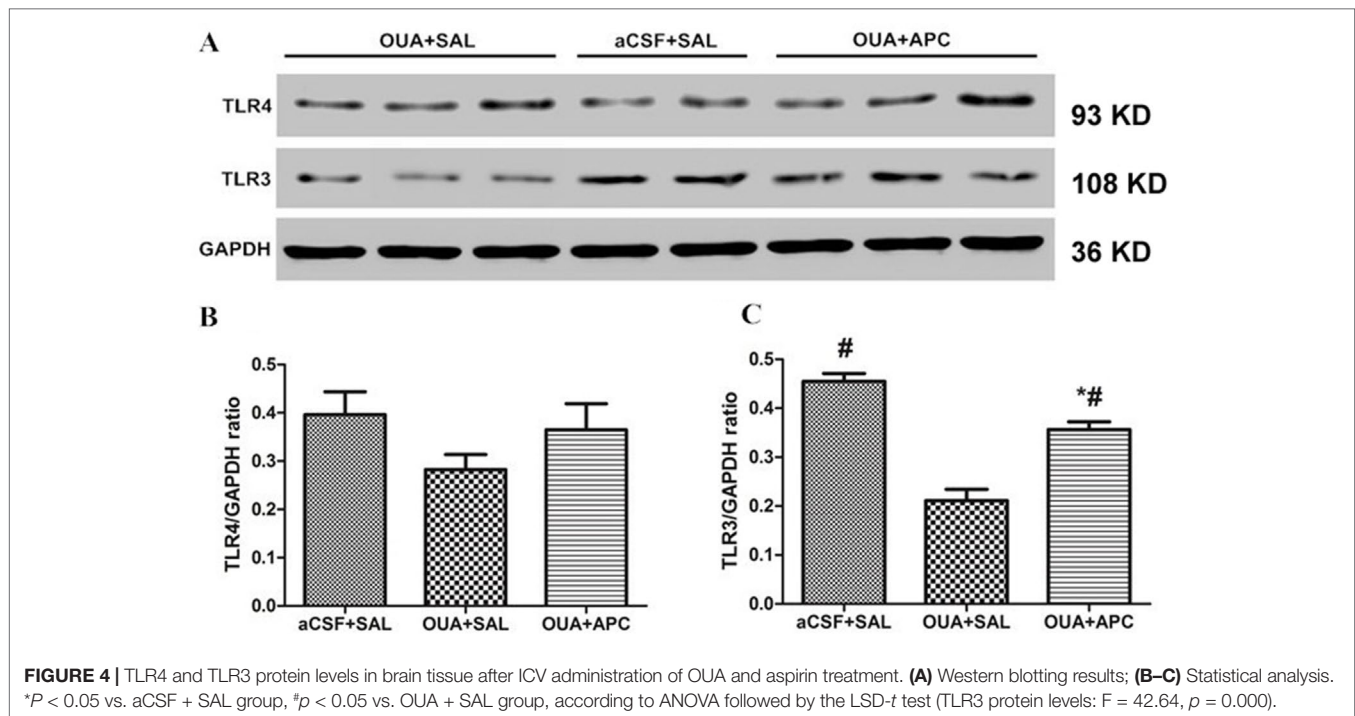 A
OUA+SAL aCSF+SAL OUA+APC
TLR4
93 KD
TLR3
108 KD
GAPDH
36 KD
B
TLR4/GAPDH ratio
0.5
0.4
0.3
0.2
0.1
0.0
aCSF+SAL OUA+SAL OUA+APC
C
TLR3/GAPDH ratio
0.5
0.4
0.3
0.2
0.1
0.0
#
*#
aCSF+SAL OUA+SAL OUA+APC
FIGURE 4 | TLR4 and TLR3 protein levels in brain tissue after ICV administration of OUA and aspirin treatment. (A) Western blotting results; (B–C) Statistical analysis.
*P < 0.05 vs. aCSF + SAL group, #p < 0.05 vs. OUA + SAL group, according to ANOVA followed by the LSD-t test (TLR3 protein levels: F = 42.64, p = 0.000).